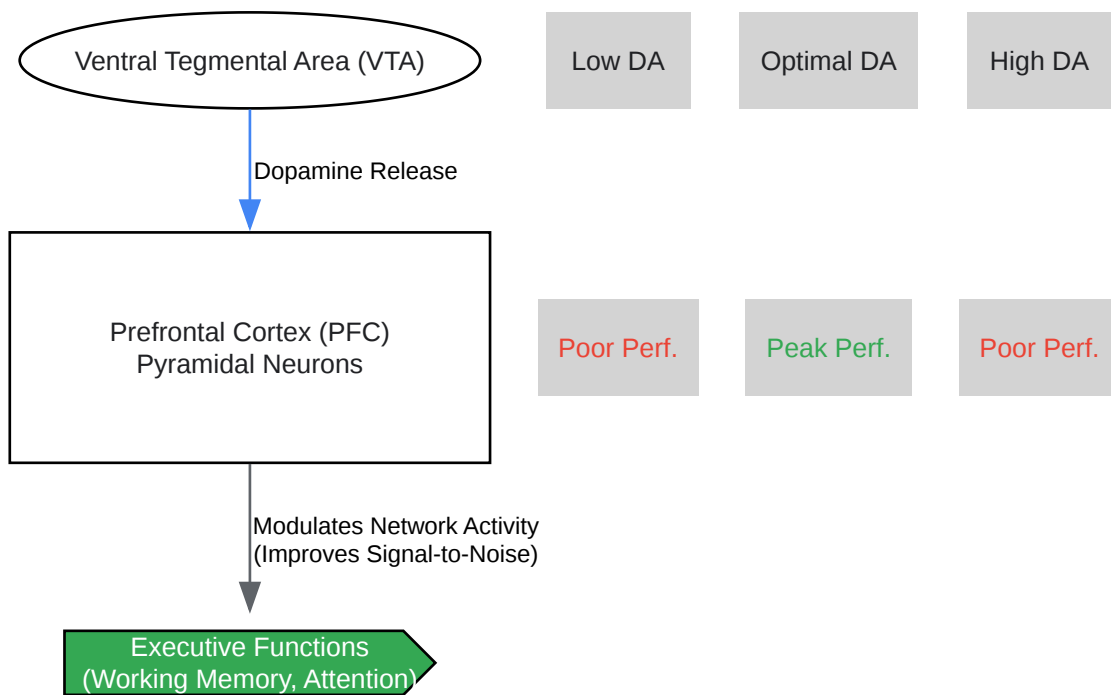 Ventral Tegmental Area (VTA)
Low DA
Optimal DA
High DA
Dopamine Release
Prefrontal Cortex (PFC)
Pyramidal Neurons
Poor Perf.
Peak Perf.
Poor Perf.
Modulates Network Activity
(Improves Signal-to-Noise)
Executive Functions
(Working Memory, Attention)